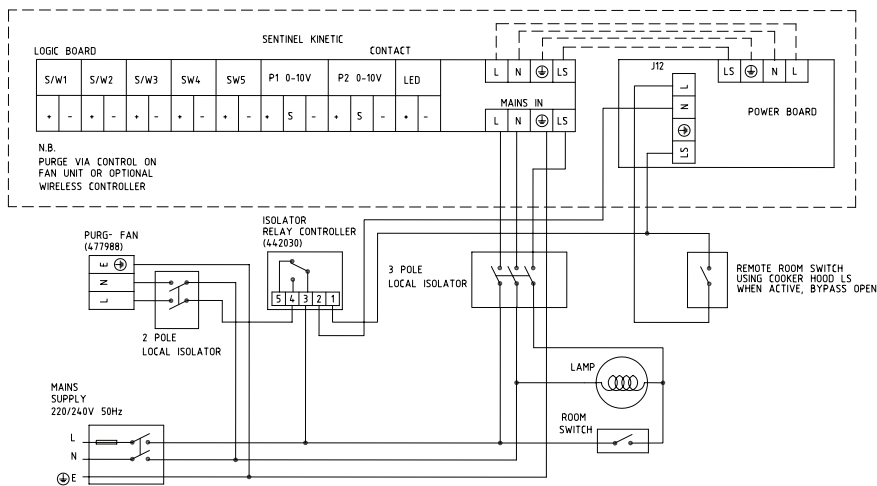 SENTINEL KINETIC
LOGIC BOARD
CONTACT
S/W1 S/W2 S/W3 SW4 SW5 P1 0-10V P2 0-10V LED
+ - + - + - + - + - + S - + S - + -
L N LS
MAINS IN
L N LS
J12
L
N
LS
LS N L
POWER BOARD
N.B.
PURGE VIA CONTROL ON
FAN UNIT OR OPTIONAL
WIRELESS CONTROLLER
PURG- FAN
(477988)
E
N
L
2 POLE
LOCAL ISOLATOR
ISOLATOR
RELAY CONTROLLER
(442030)
5 4 3 2 1
3 POLE
LOCAL ISOLATOR
REMOTE ROOM SWITCH
USING COOKER HOOD LS
WHEN ACTIVE, BYPASS OPEN
LAMP
ROOM
SWITCH
MAINS
SUPPLY
220/240V 50Hz
L
N
E